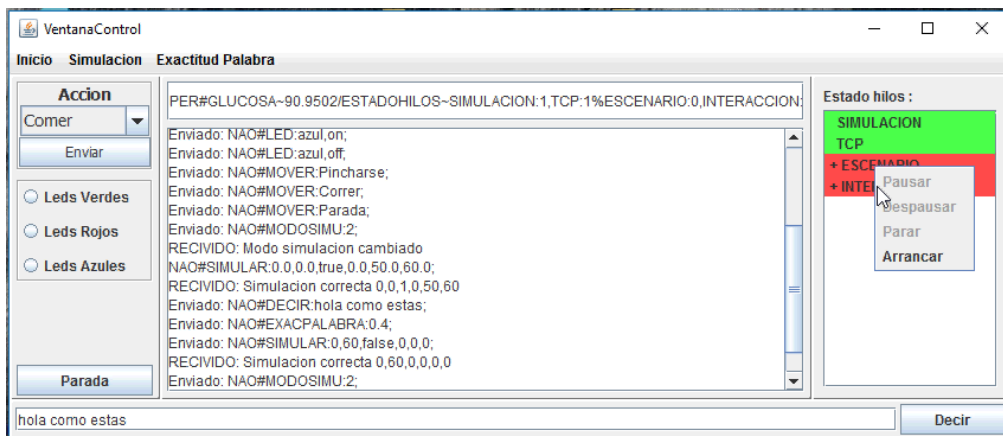 VentanaControl
Inicio Simulacion Exactitud Palabra
Accion
Comer
Enviar
Leds Verdes
Leds Rojos
Leds Azules
Parada
PER#GLUCOSA~90.9502/ESTADOHILOS~SIMULACION:1,TCP:1%ESCENARIO:0,INTERACCION:
Enviado: NAO#LED:azul,on;
Enviado: NAO#LED:azul,off;
Enviado: NAO#MOVER:Pincharse;
Enviado: NAO#MOVER:Correr;
Enviado: NAO#MOVER:Parada;
Enviado: NAO#MODOSIMU:2;
RECIVIDO: Modo simulacion cambiado
NAO#SIMULAR:0.0,0.0,true,0.0,50.0,60.0;
RECIVIDO: Simulacion correcta 0,0,1,0,50,60
Enviado: NAO#DECIR:hola como estas;
Enviado: NAO#EXACPALABRA:0.4;
Enviado: NAO#SIMULAR:0,60,false,0,0,0;
RECIVIDO: Simulacion correcta 0,60,0,0,0,0
Enviado: NAO#MODOSIMU:2;
Estado hilos :
SIMULACION
TCP
+ ESCENARIO
+ INTE
Pausar
Despausar
Parar
Arrancar
hola como estas
Decir